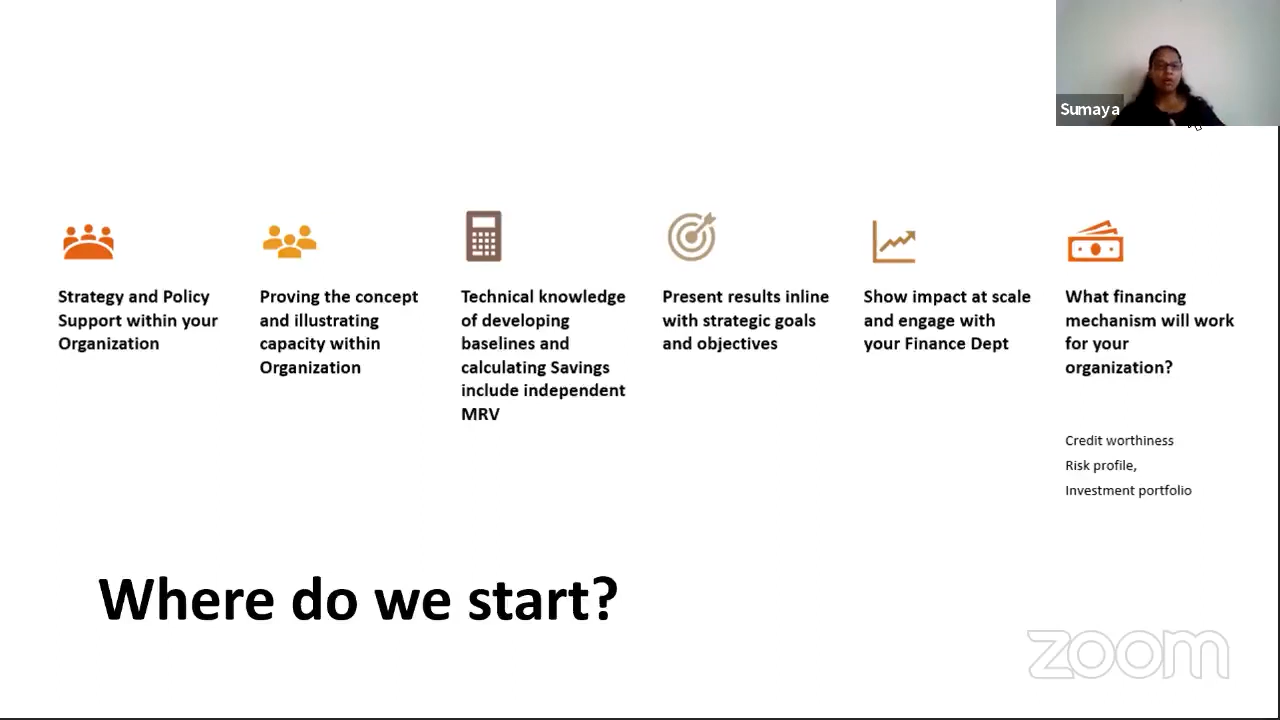 Sumaya
Strategy and Policy
Support within your
Organization
Proving the concept
and illustrating
capacity within
Organization
Technical knowledge
of developing
baselines and
calculating Savings
include independent
MRV
Present results inline
with strategic goals
and objectives
Show impact at scale
and engage with
your Finance Dept
What financing
mechanism will work
for your
organization?
Credit worthiness
Risk profile,
Investment portfolio
Where do we start?
zoom